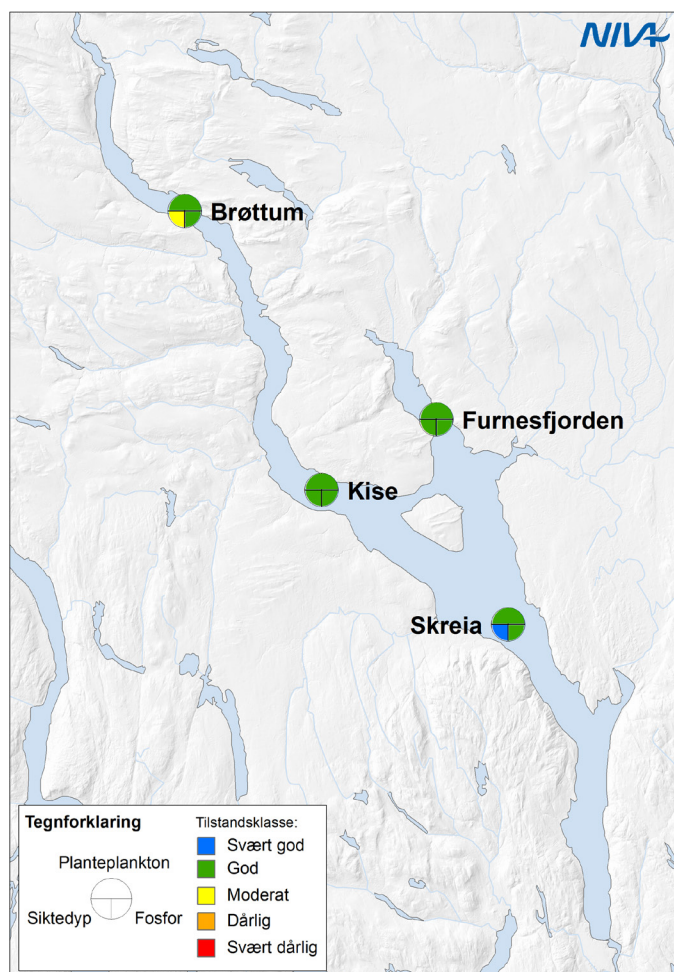 NIVA
Brøttum
Furnesfjorden
Kise
Skreia
Tegnforklaring
Planteplankton
Siktedyp
Fosfor
Tilstandsklasse:
Svært god
God
Moderat
Dårlig
Svært dårlig